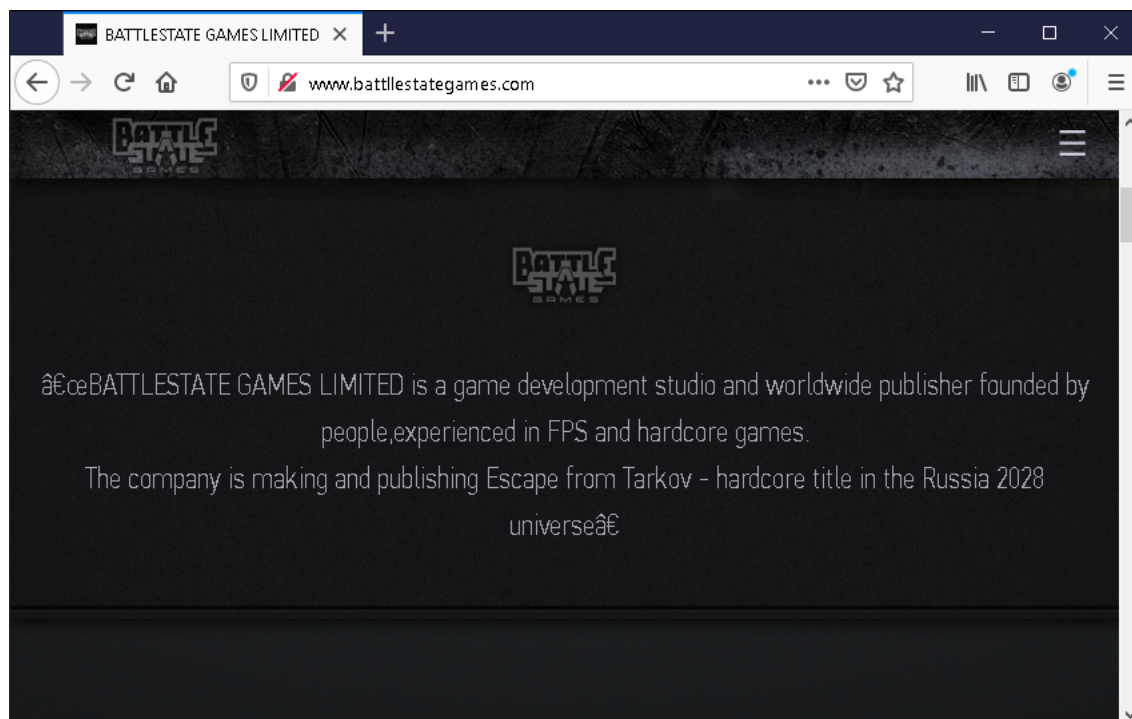 BATTLESTATE GAMES LIMITED
www.battllestategames.com
BATTLE
STATE
GAMES
BATTLE
STATE
GAMES
â€œBATTLESTATE GAMES LIMITED is a game development studio and worldwide publisher founded by
people,experienced in FPS and hardcore games.
The company is making and publishing Escape from Tarkov - hardcore title in the Russia 2028
universeâ€